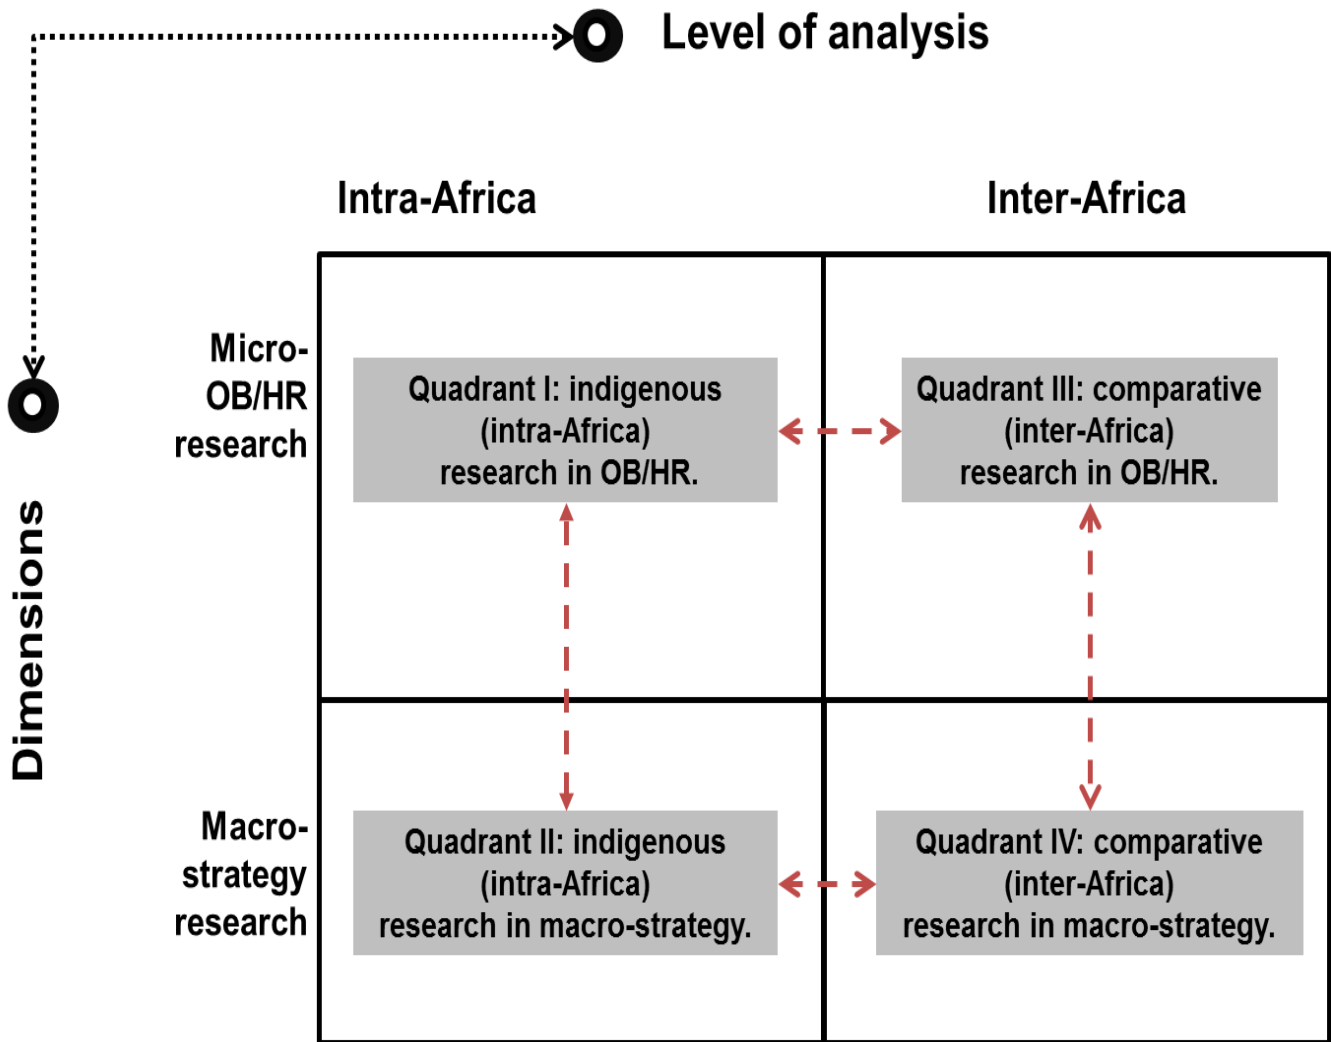 Level of analysis
Intra-Africa
Inter-Africa
Dimensions
Micro-
OB/HR
research
Quadrant I: indigenous
(intra-Africa)
research in OB/HR.
Quadrant III: comparative
(inter-Africa)
research in OB/HR.
Macro-
strategy
research
Quadrant II: indigenous
(intra-Africa)
research in macro-strategy.
Quadrant IV: comparative
(inter-Africa)
research in macro-strategy.